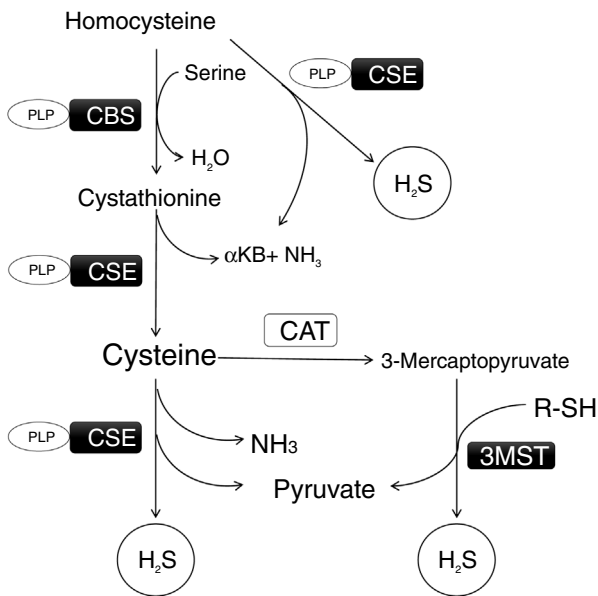 Homocysteine
Serine
PLP CSE
PLP CBS
H₂O
H₂S
Cystathionine
αKB+ NH₃
PLP CSE
CAT
Cysteine
3-Mercaptopyruvate
R-SH
PLP CSE
NH3
3MST
Pyruvate
H₂S
H₂S